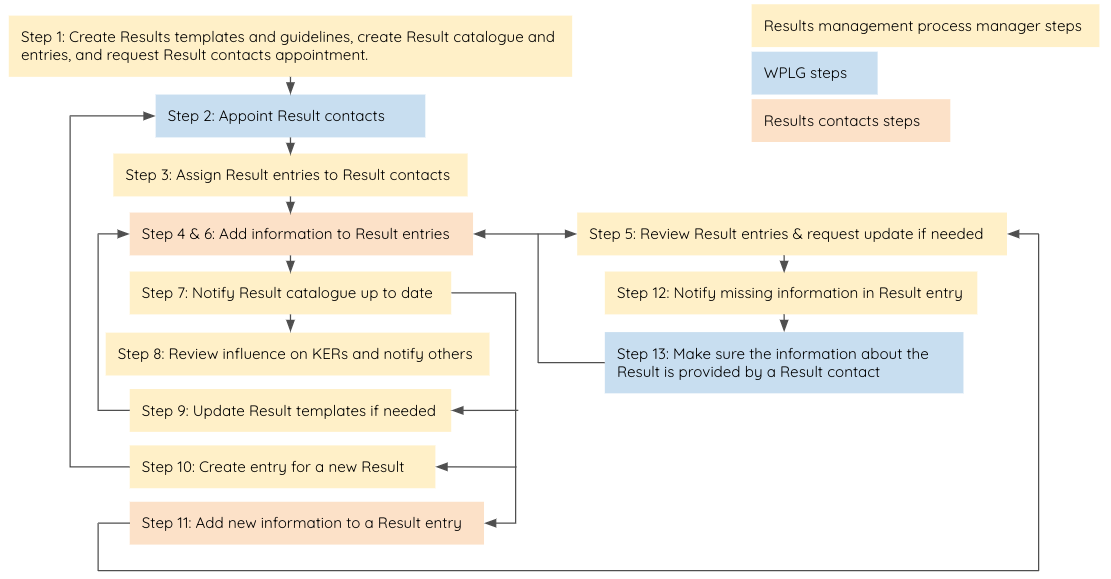 Step 1: Create Results templates and guidelines, create Result catalogue and
entries, and request Result contacts appointment.
Results management process manager steps
WPLG steps
Results contacts steps
Step 2: Appoint Result contacts
Step 3: Assign Result entries to Result contacts
Step 4 & 6: Add information to Result entries
Step 5: Review Result entries & request update if needed
Step 7: Notify Result catalogue up to date
Step 12: Notify missing information in Result entry
Step 8: Review influence on KERs and notify others
Step 13: Make sure the information about the
Result is provided by a Result contact
Step 9: Update Result templates if needed
Step 10: Create entry for a new Result
Step 11: Add new information to a Result entry